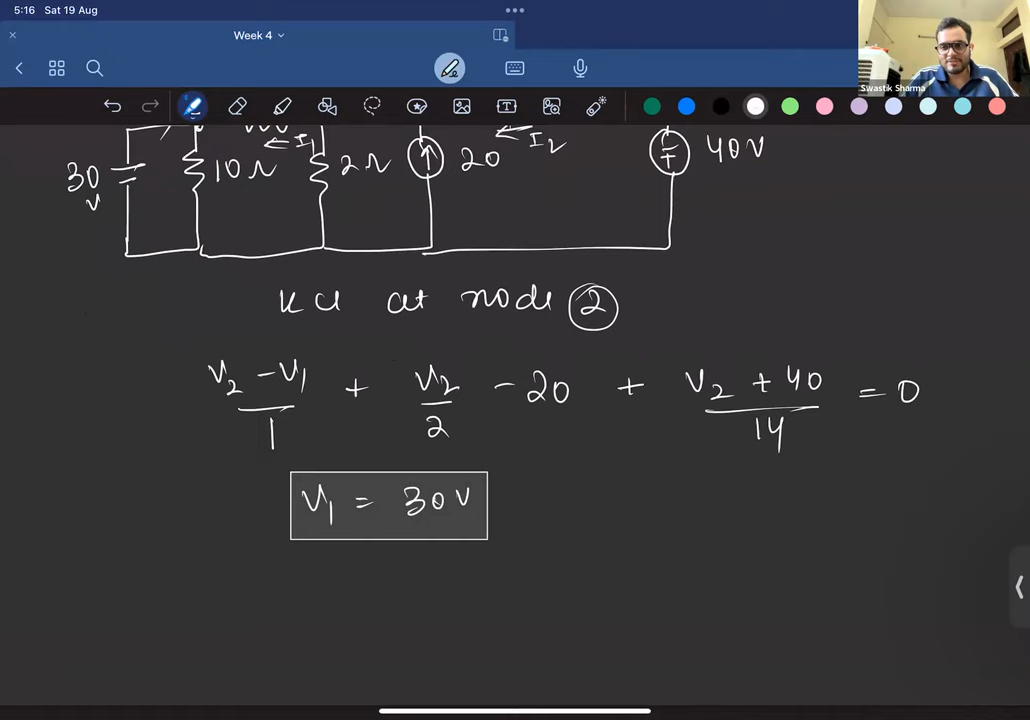 5:16 Sat 19 Aug
Week 4
Swastik Sharma
30 V
10 Ω
I1
2 Ω
20
I2
40 V
KCl at node 2
V2 - V1 / 1 + V2 / 2 - 20 + V2 + 40 / 14 = 0
V1 = 30 V